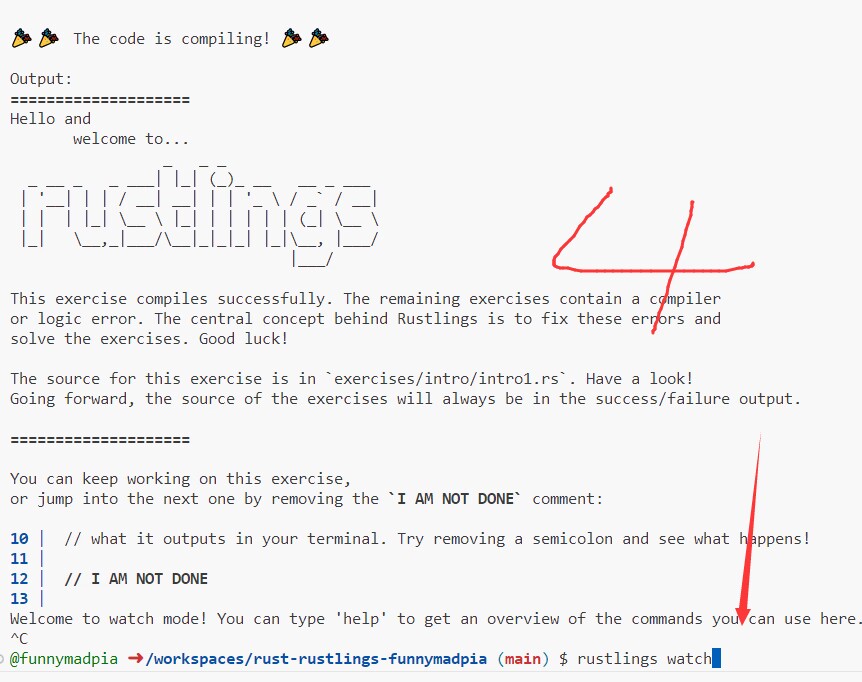 🎉🎉 The code is compiling! 🎉🎉
Output:
====================
Hello and
welcome to...
rustlings
4
This exercise compiles successfully. The remaining exercises contain a compiler
or logic error. The central concept behind Rustlings is to fix these errors and
solve the exercises. Good luck!
The source for this exercise is in `exercises/intro/intro1.rs`. Have a look!
Going forward, the source of the exercises will always be in the success/failure output.
====================
You can keep working on this exercise,
or jump into the next one by removing the `I AM NOT DONE` comment:
10 | // what it outputs in your terminal. Try removing a semicolon and see what happens!
11 |
12 | // I AM NOT DONE
13 |
Welcome to watch mode! You can type 'help' to get an overview of the commands you can use here.
^C
@funnymadpia ➜/workspaces/rust-rustlings-funnymadpia (main) $ rustlings watch